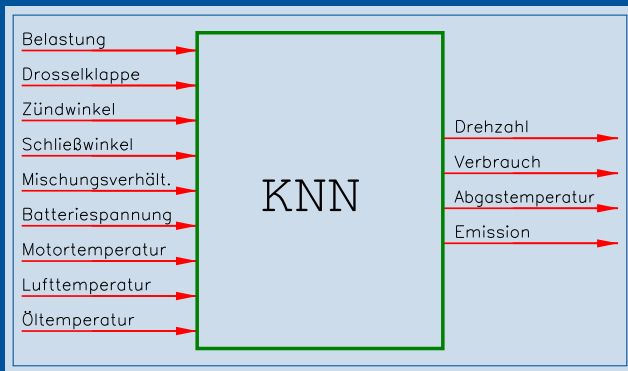 Belastung
Drosselklappe
Zündwinkel
Schließwinkel
Mischungsverhält.
Batteriespannung
Motortemperatur
Lufttemperatur
Öltemperatur
KNN
Drehzahl
Verbrauch
Abgastemperatur
Emission